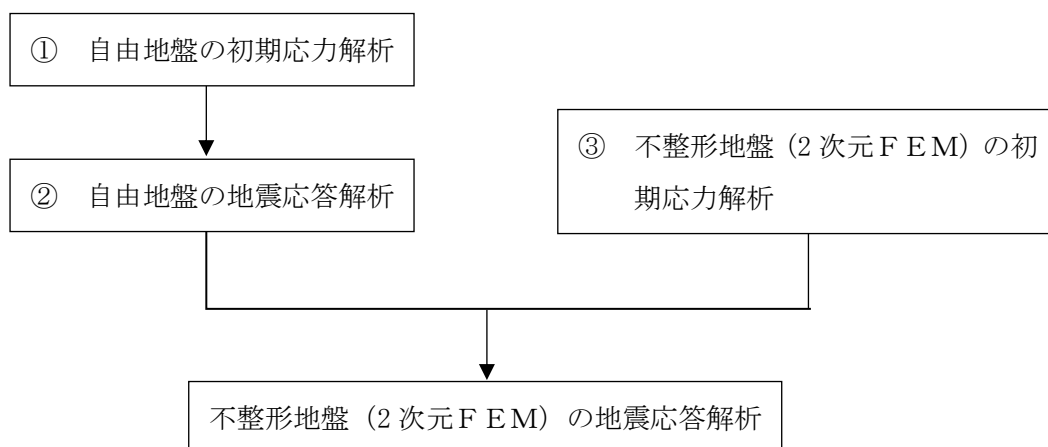 ① 自由地盤の初期応力解析
② 自由地盤の地震応答解析
③ 不整形地盤（2 次元ＦＥＭ）の初
期応力解析
不整形地盤（2 次元ＦＥＭ）の地震応答解析